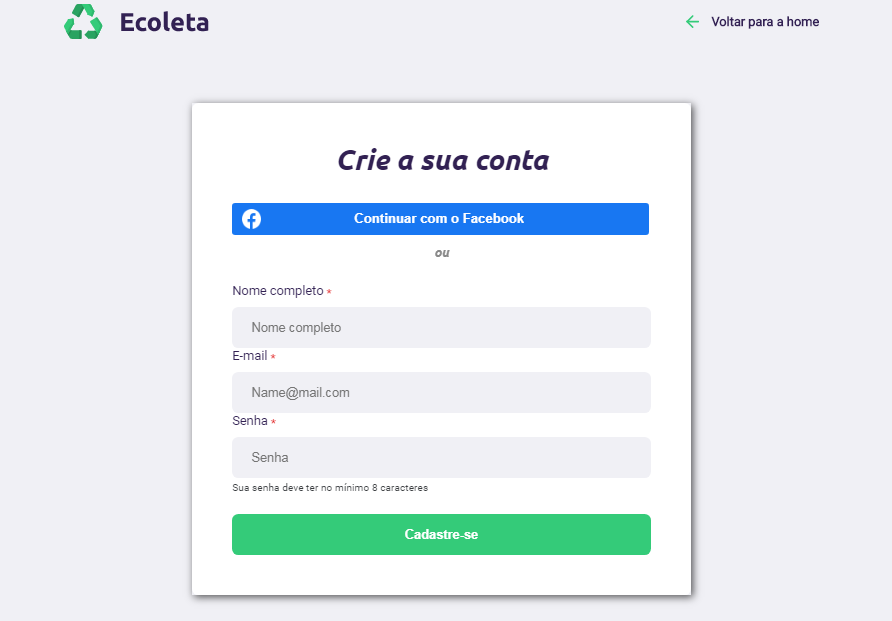 Ecoleta
Voltar para a home
Crie a sua conta
Continuar com o Facebook
ou
Nome completo *
Nome completo
E-mail *
Name@mail.com
Senha *
Senha
Sua senha deve ter no mínimo 8 caracteres
Cadastre-se